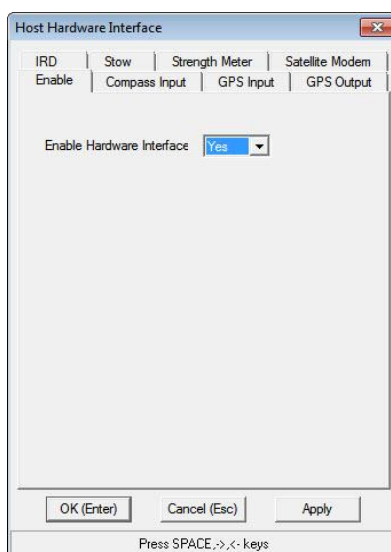 Host Hardware Interface
IRD Stow Strength Meter Satellite Modem
Enable Compass Input GPS Input GPS Output
Enable Hardware Interface Yes
OK (Enter) Cancel (Esc) Apply
Press SPACE,->,<- keys